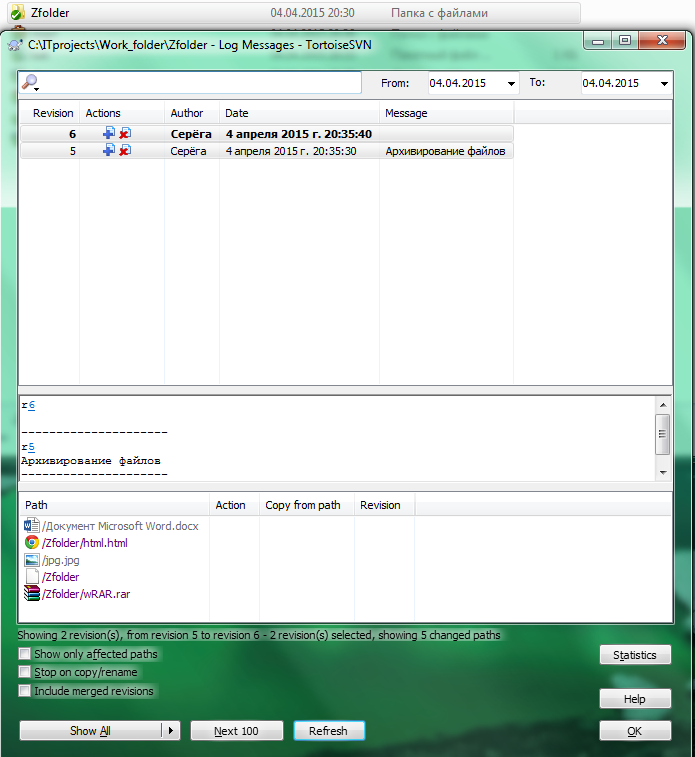 Zfolder 04.04.2015 20:30 Папка с файлами
C:\ITprojects\Work_folder\Zfolder - Log Messages - TortoiseSVN
From: 04.04.2015 To: 04.04.2015
Revision Actions Author Date Message
6 Серёга 4 апреля 2015 г. 20:35:40
5 Серёга 4 апреля 2015 г. 20:35:30 Архивирование файлов
r6
---------------------
r5
Архивирование файлов
---------------------
Path Action Copy from path Revision
/Документ Microsoft Word.docx
/Zfolder/html.html
/jpg.jpg
/Zfolder
/Zfolder/wRAR.rar
Showing 2 revision(s), from revision 5 to revision 6 - 2 revision(s) selected, showing 5 changed paths
Show only affected paths
Statistics
Stop on copy/rename
Include merged revisions
Help
Show All Next 100 Refresh OK